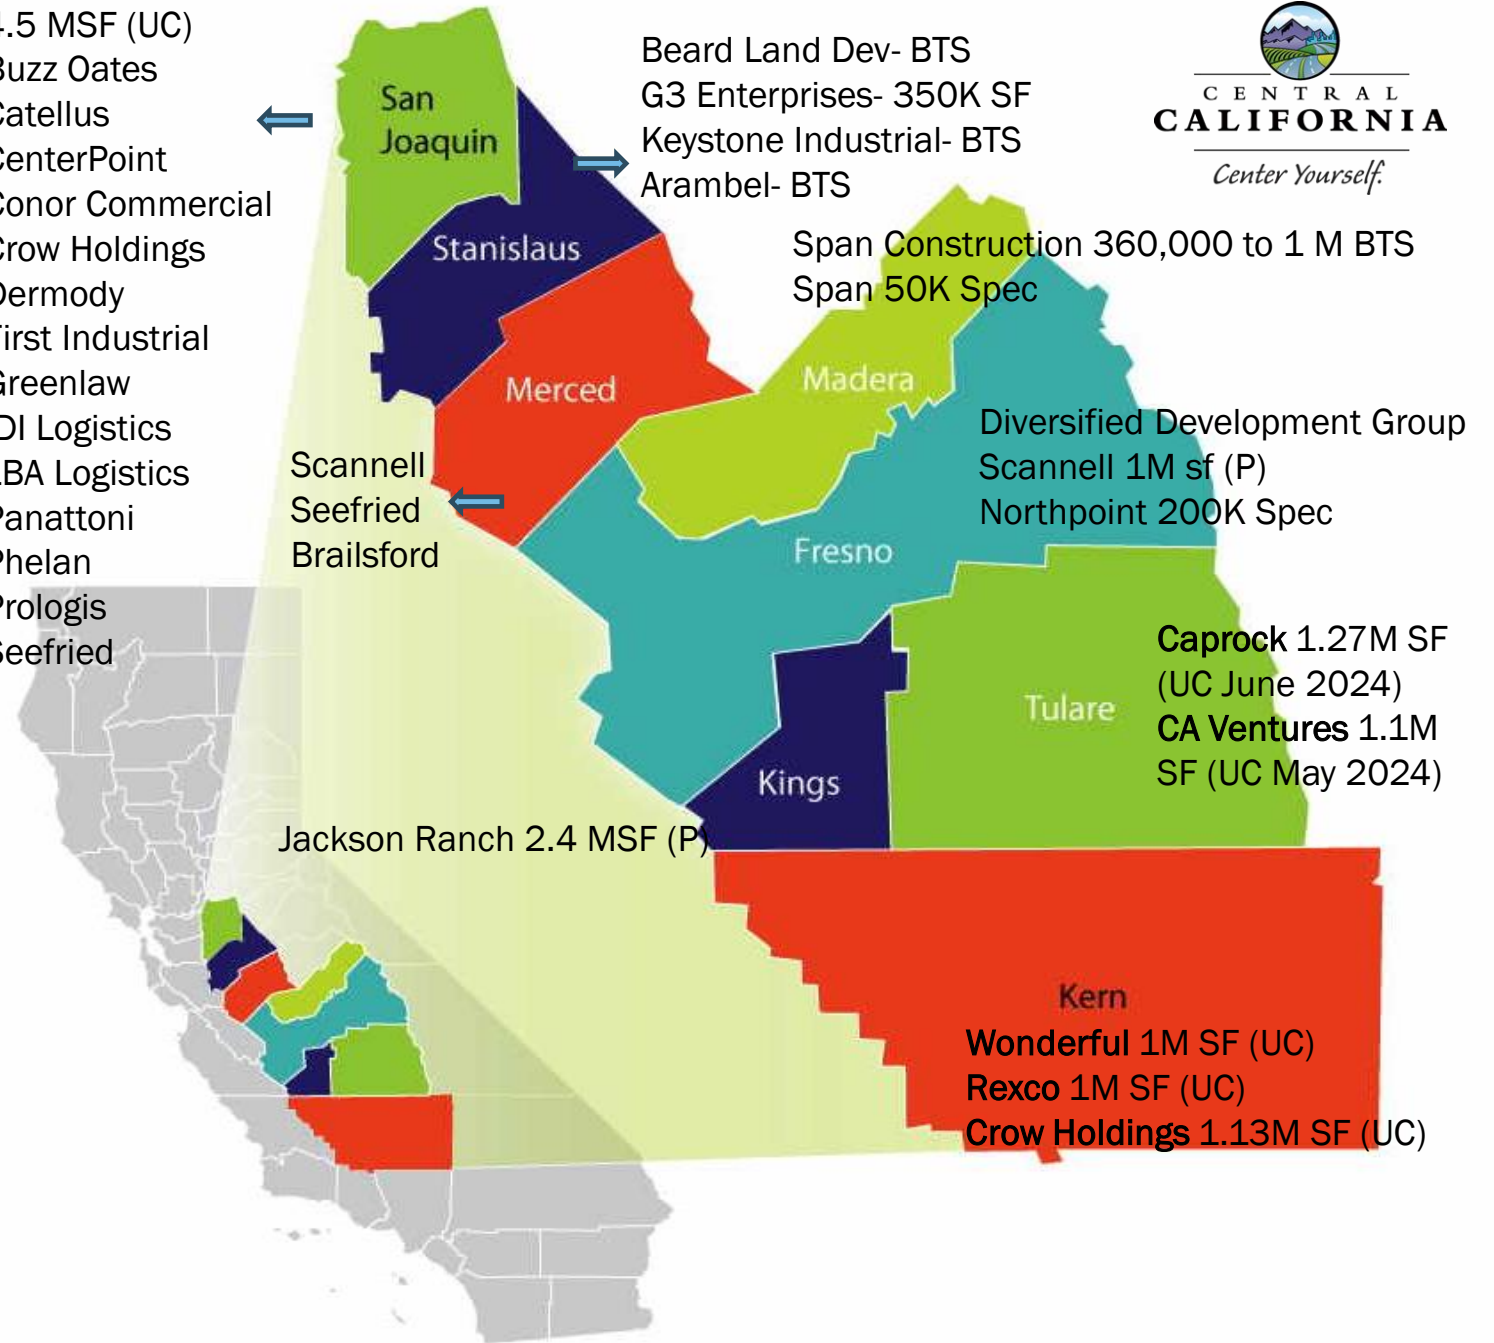 4.5 MSF (UC)
Buzz Oates
Catellus
CenterPoint
Conor Commercial
Crow Holdings
Dermody
First Industrial
Greenlaw
IDI Logistics
LBA Logistics
Panattoni
Phelan
Prologis
Seefried
San
Joaquin
Beard Land Dev- BTS
G3 Enterprises- 350K SF
Keystone Industrial- BTS
Arambel- BTS
CENTRAL
CALIFORNIA
Center Yourself.
Stanislaus
Span Construction 360,000 to 1 M BTS
Span 50K Spec
Merced
Madera
Scannell
Seefried
Brailsford
Diversified Development Group
Scannell 1M sf (P)
Northpoint 200K Spec
Fresno
Caprock 1.27M SF
(UC June 2024)
CA Ventures 1.1M
SF (UC May 2024)
Tulare
Kings
Jackson Ranch 2.4 MSF (P)
Kern
Wonderful 1M SF (UC)
Rexco 1M SF (UC)
Crow Holdings 1.13M SF (UC)